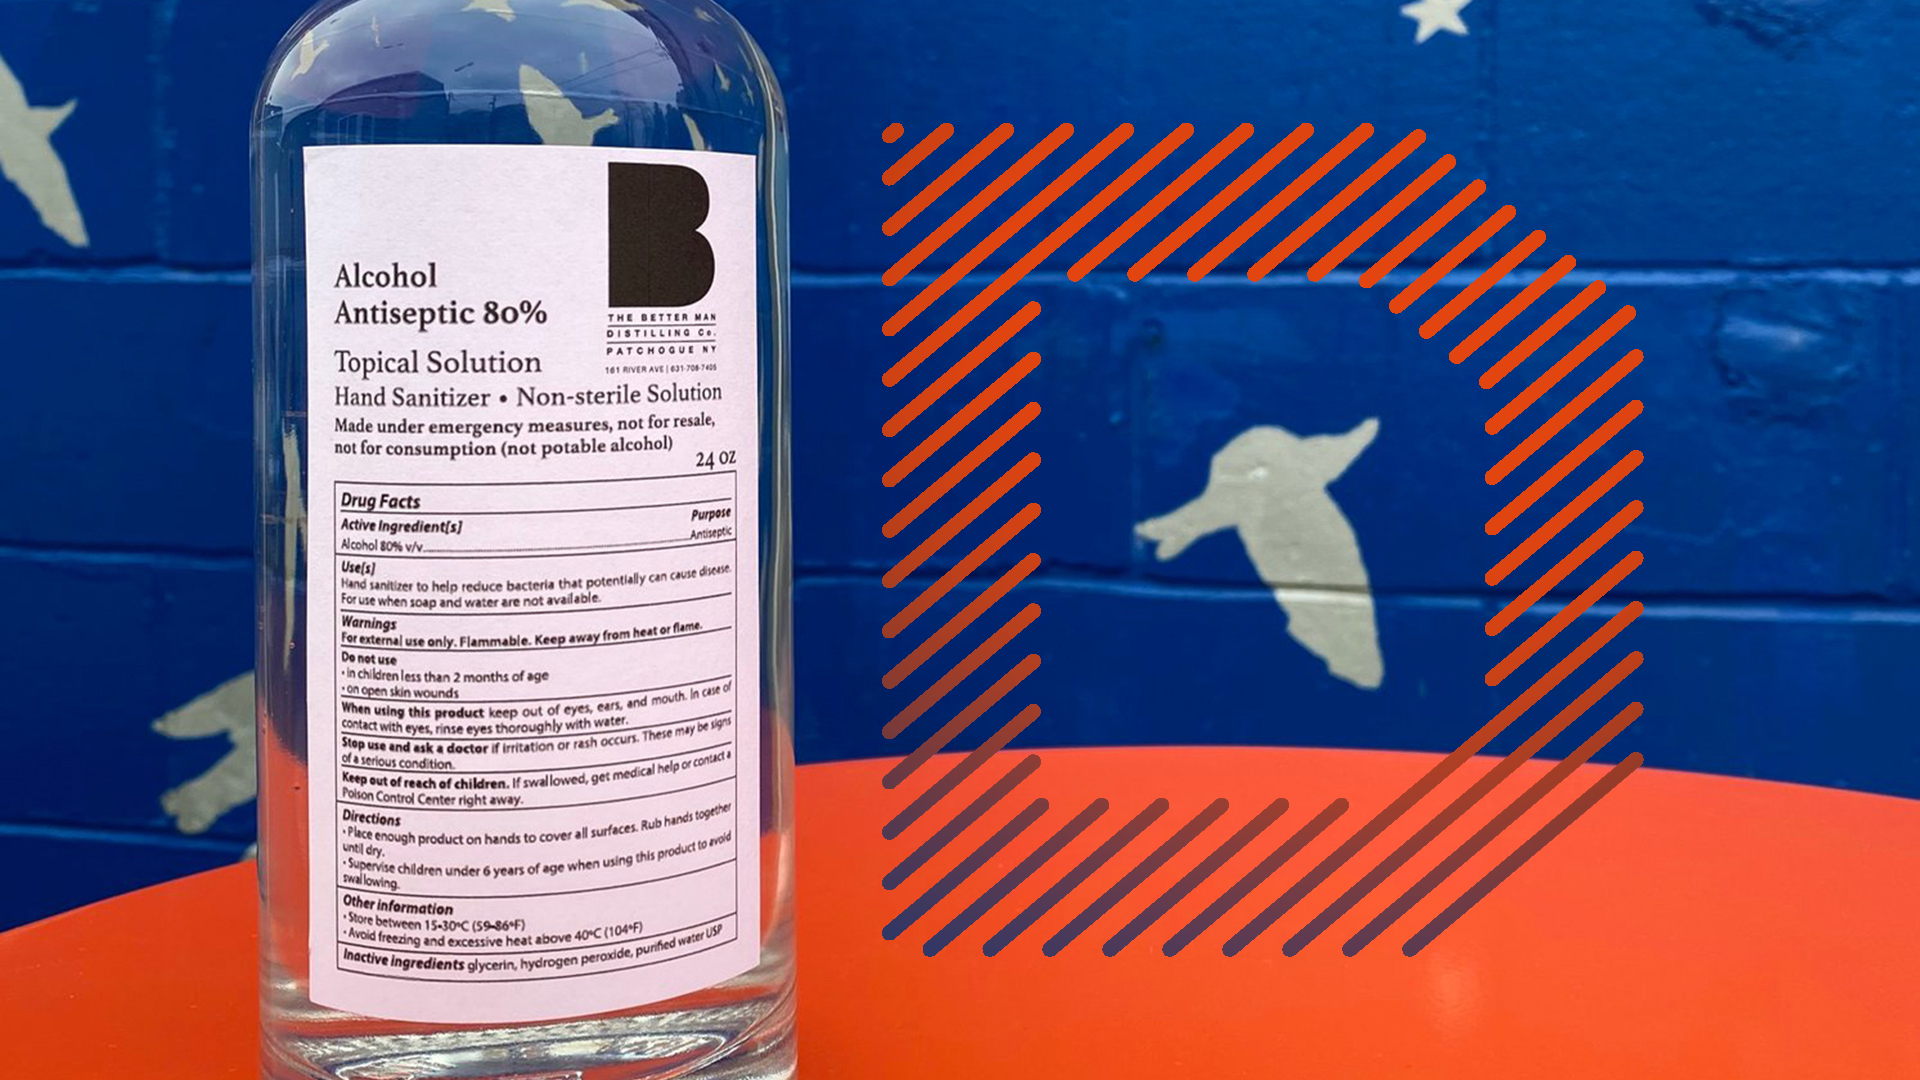 B
THE BETTER MAN
DISTILLING Co.
PATCHOGUE NY
161 RIVER AVE | 631-708-7405
Alcohol
Antiseptic 80%
Topical Solution
Hand Sanitizer • Non-sterile Solution
Made under emergency measures, not for resale,
not for consumption (not potable alcohol)
24 oz
Drug Facts
Active Ingredient[s] Purpose
Alcohol 80% v/v Antiseptic
Use[s]
Hand sanitizer to help reduce bacteria that potentially can cause disease.
For use when soap and water are not available.
Warnings
For external use only. Flammable. Keep away from heat or flame.
Do not use
• in children less than 2 months of age
• on open skin wounds
When using this product keep out of eyes, ears, and mouth. In case of
contact with eyes, rinse eyes thoroughly with water.
Stop use and ask a doctor if irritation or rash occurs. These may be signs
of a serious condition.
Keep out of reach of children. If swallowed, get medical help or contact a
Poison Control Center right away.
Directions
• Place enough product on hands to cover all surfaces. Rub hands together
until dry.
• Supervise children under 6 years of age when using this product to avoid
swallowing.
Other information
• Store between 15-30°C (59-86°F)
• Avoid freezing and excessive heat above 40°C (104°F)
Inactive ingredients glycerin, hydrogen peroxide, purified water USP